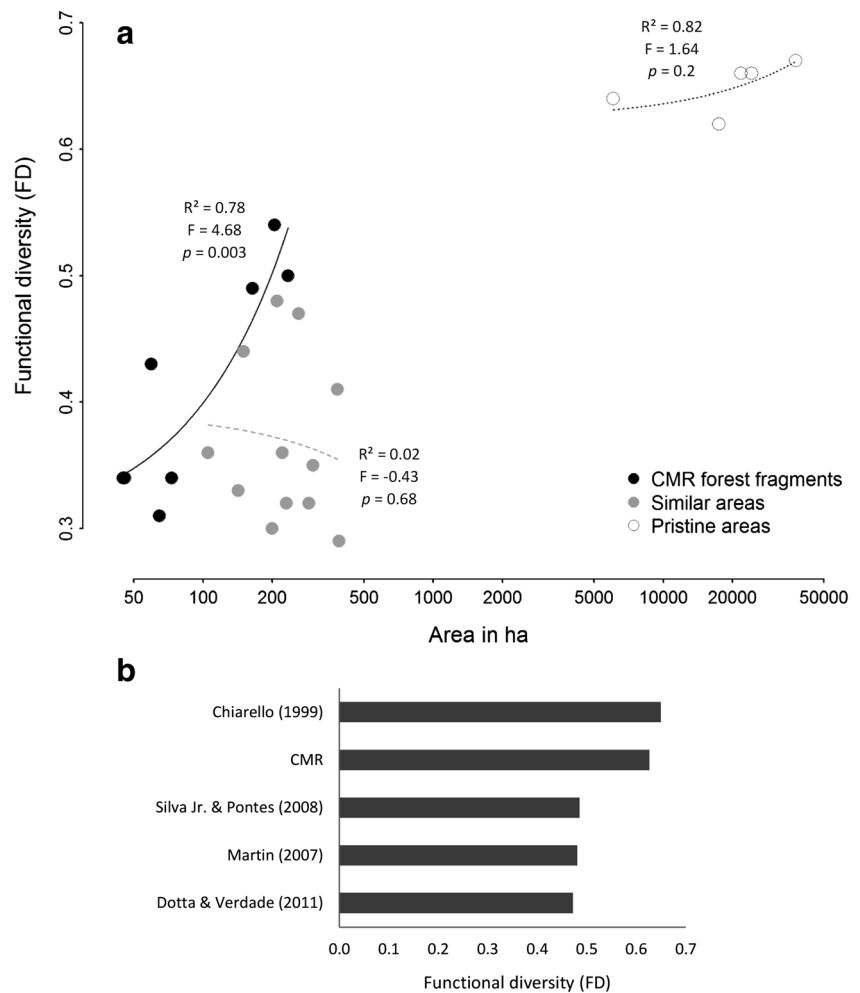 a
R² = 0.82
F = 1.64
p = 0.2
R² = 0.78
F = 4.68
p = 0.003
R² = 0.02
F = -0.43
p = 0.68
Functional diversity (FD)
0.7
0.6
0.5
0.4
0.3
CMR forest fragments
Similar areas
Pristine areas
50 100 200 500 1000 2000 5000 10000 20000 50000
Area in ha
b
Chiarello (1999)
CMR
Silva Jr. & Pontes (2008)
Martin (2007)
Dotta & Verdade (2011)
0.0 0.1 0.2 0.3 0.4 0.5 0.6 0.7
Functional diversity (FD)